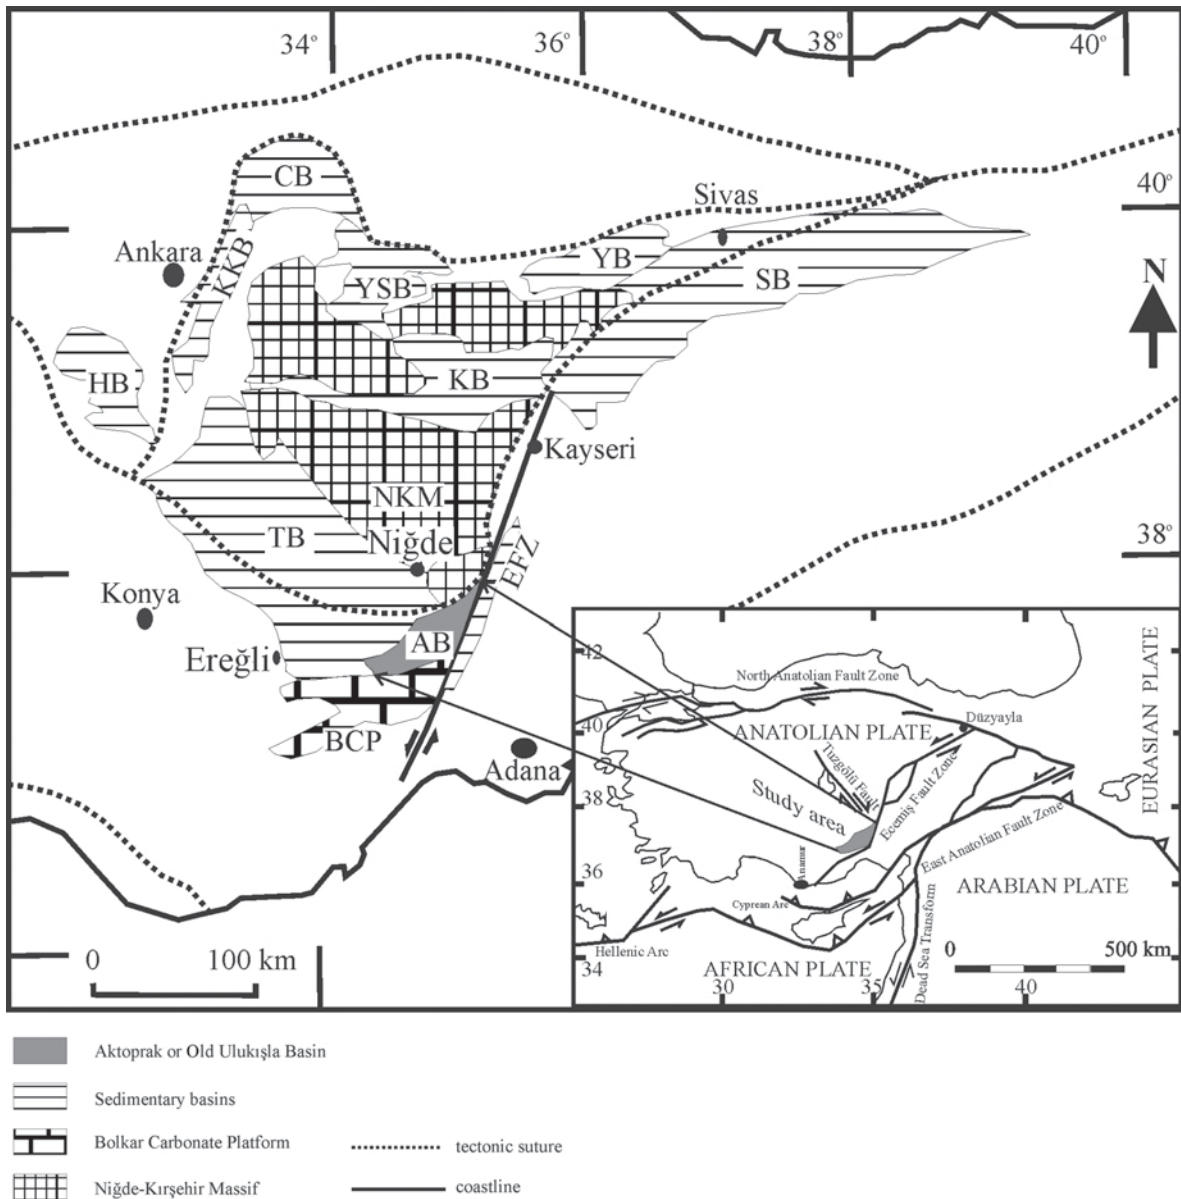 34°
36°
38°
40°
40°
38°
N
CB
Sivas
Ankara
KKB
YB
YSB
SB
HB
KB
Kayseri
NKM
TB
Niğde
EFZ
Konya
AB
Ereğli
BCP
Adana
0 100 km
42
40
38
36
34
30
35
40
North Anatolian Fault Zone
Düzyayla
ANATOLIAN PLATE
EURASIAN PLATE
Tuzgölü Fault
Ecemiş Fault Zone
Study area
East Anatolian Fault Zone
Anamur
ARABIAN PLATE
Cyprean Arc
Hellenic Arc
AFRICAN PLATE
Dead Sea Transform
0 500 km
Aktoprak or Old Ulukışla Basin
Sedimentary basins
Bolkar Carbonate Platform
tectonic suture
Niğde-Kırşehir Massif
coastline